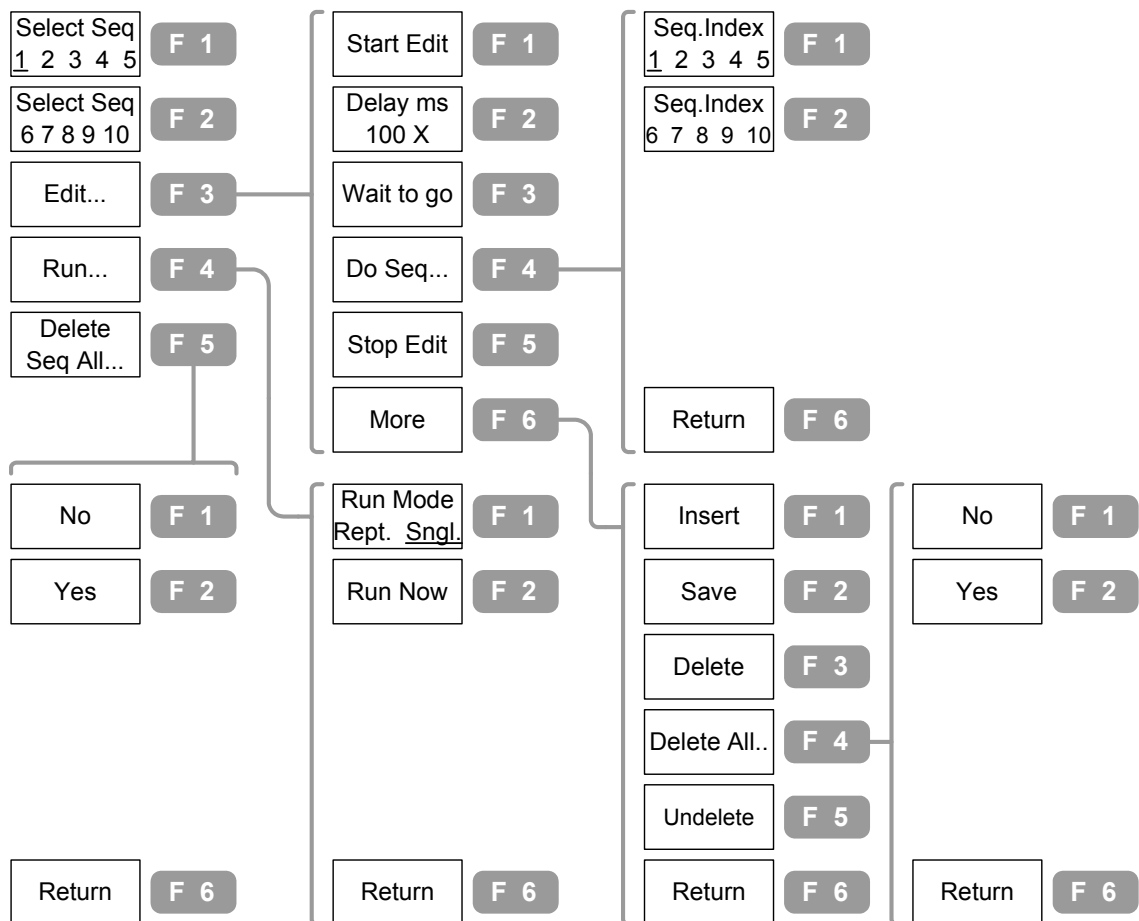 Select Seq
1 2 3 4 5
F 1
Select Seq
6 7 8 9 10
F 2
Edit...
F 3
Run...
F 4
Delete
Seq All...
F 5
Start Edit
F 1
Delay ms
100 X
F 2
Wait to go
F 3
Do Seq...
F 4
Stop Edit
F 5
More
F 6
Seq.Index
1 2 3 4 5
F 1
Seq.Index
6 7 8 9 10
F 2
Return
F 6
No
F 1
Yes
F 2
Return
F 6
Run Mode
Rept. Sngl.
F 1
Run Now
F 2
Return
F 6
Insert
F 1
Save
F 2
Delete
F 3
Delete All..
F 4
Undelete
F 5
Return
F 6
No
F 1
Yes
F 2
Return
F 6